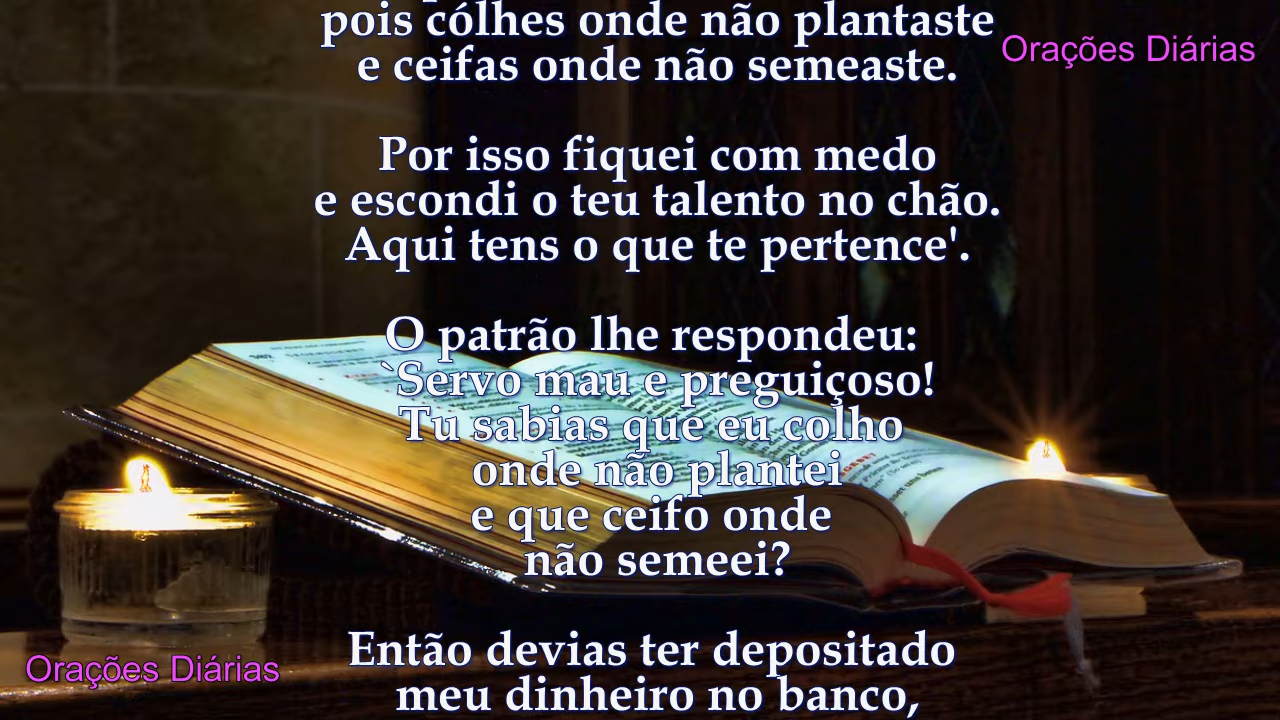 pois cólhes onde não plantaste
e ceifas onde não semeaste.
Orações Diárias
Por isso fiquei com medo
e escondi o teu talento no chão.
Aqui tens o que te pertence'.
O patrão lhe respondeu:
`Servo mau e preguiçoso!
Tu sabias que eu colho
onde não plantei
e que ceifo onde
não semeei?
Então devias ter depositado
Orações Diárias
meu dinheiro no banco,